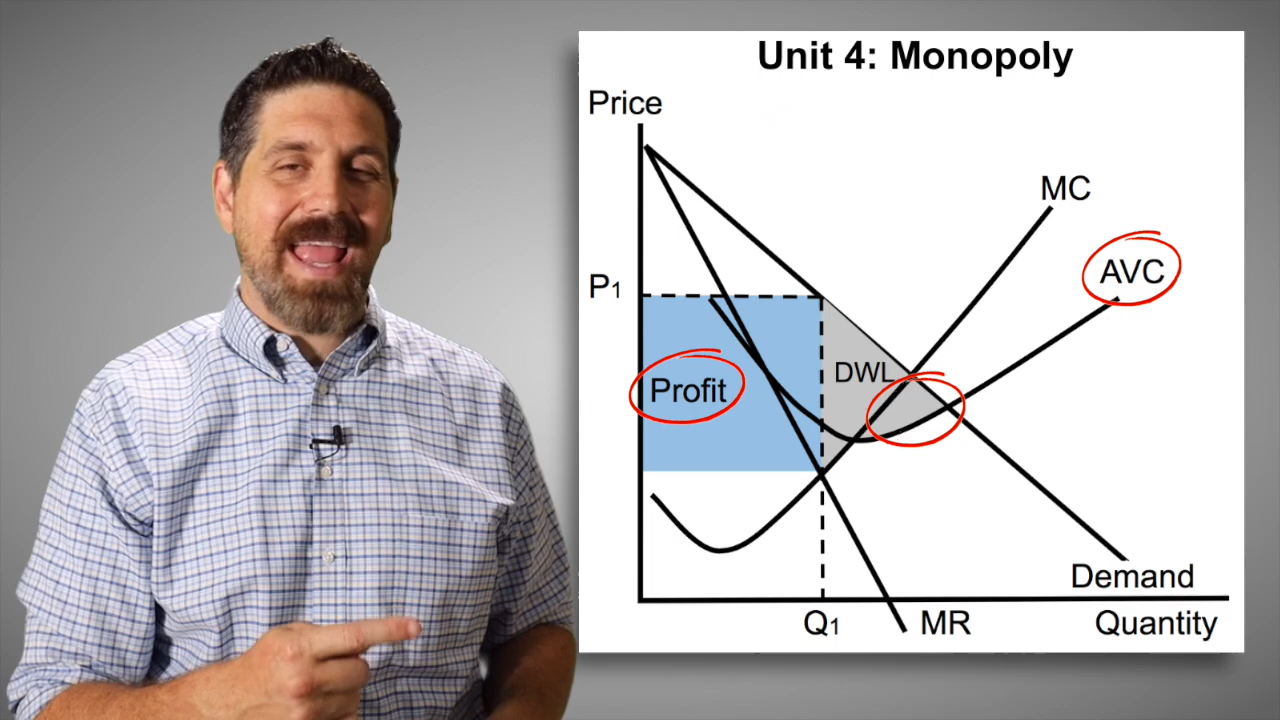 Unit 4: Monopoly
Price
MC
AVC
P1
DWL
Profit
Demand
Q1
MR
Quantity